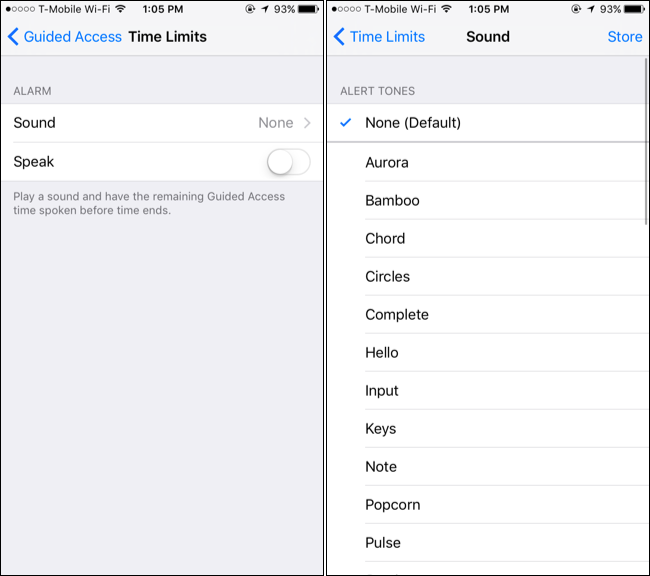 T-Mobile Wi-Fi 1:05 PM 93%
Guided Access Time Limits
ALARM
Sound None
Speak
Play a sound and have the remaining Guided Access
time spoken before time ends.
T-Mobile Wi-Fi 1:05 PM 93%
Time Limits Sound Store
ALERT TONES
None (Default)
Aurora
Bamboo
Chord
Circles
Complete
Hello
Input
Keys
Note
Popcorn
Pulse